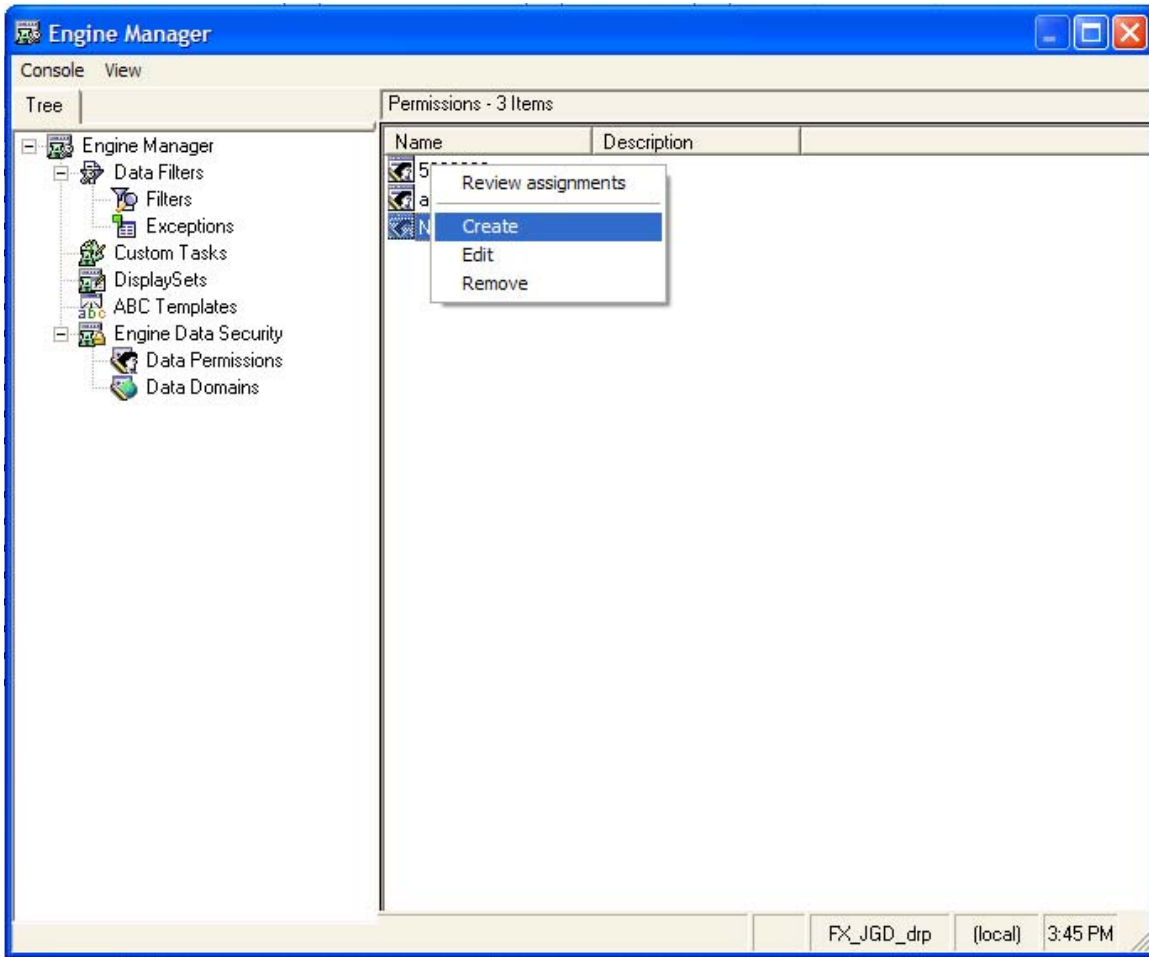 Engine Manager
Console View
Tree
Permissions - 3 Items
Engine Manager
Data Filters
Filters
Exceptions
Custom Tasks
DisplaySets
ABC Templates
Engine Data Security
Data Permissions
Data Domains
Name Description
Review assignments
Create
Edit
Remove
FX_JGD_drp (local) 3:45 PM